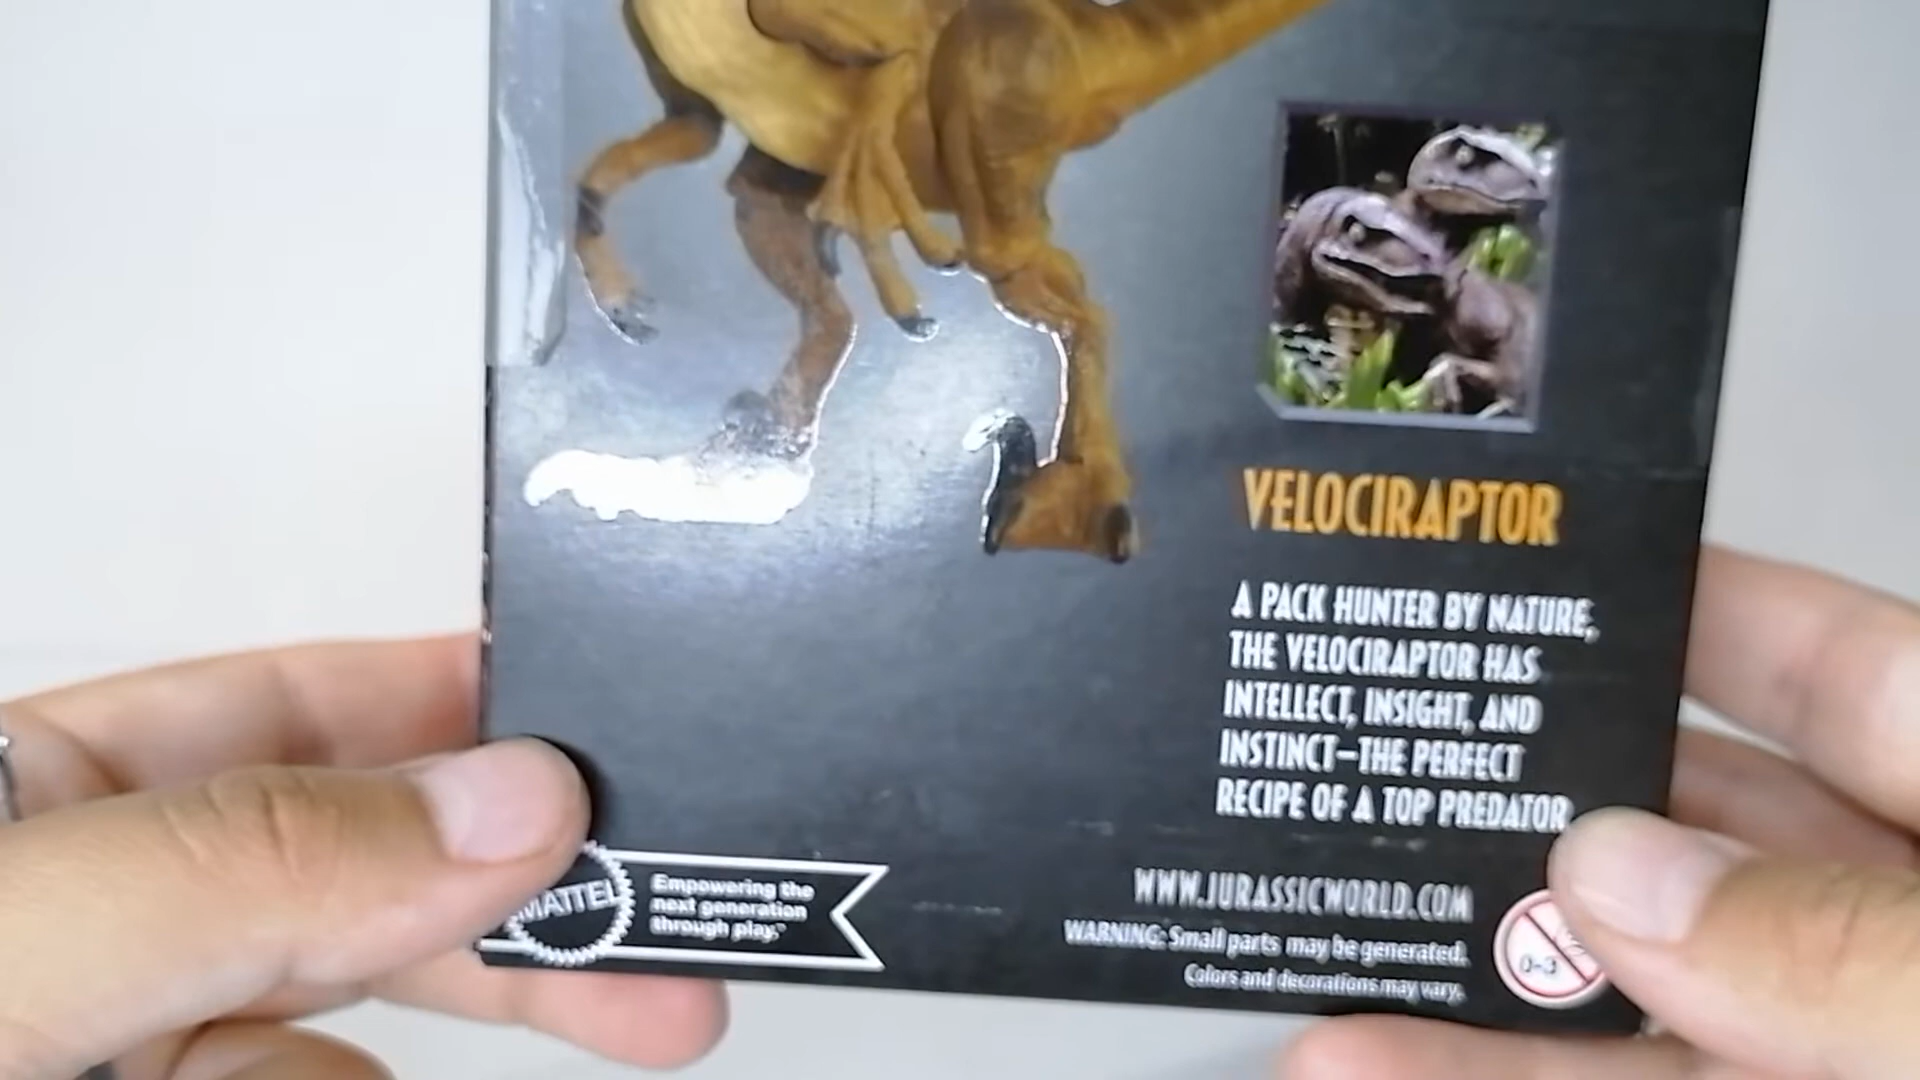 VELOCIRAPTOR
A PACK HUNTER BY NATURE,
THE VELOCIRAPTOR HAS
INTELLECT, INSIGHT, AND
INSTINCT–THE PERFECT
RECIPE OF A TOP PREDATOR
MATTEL
Empowering the
next generation
through play.™
WWW.JURASSICWORLD.COM
WARNING: Small parts may be generated.
Colors and decorations may vary.
0-3